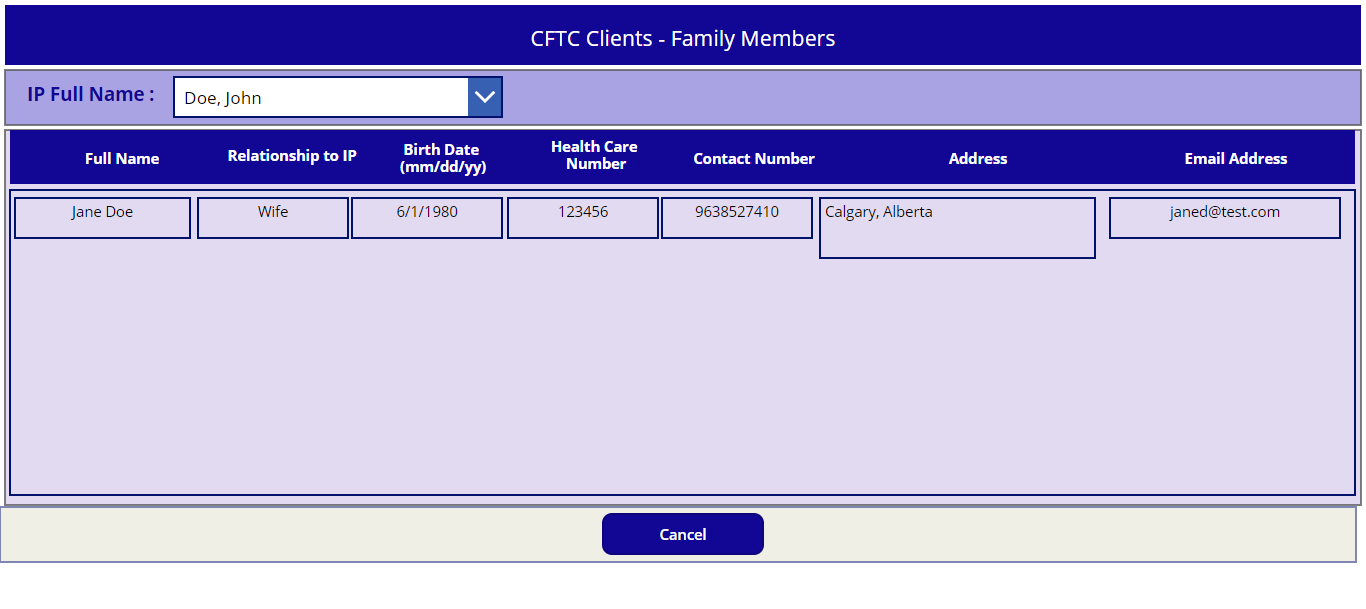 CFTC Clients - Family Members
IP Full Name :
Doe, John
Full Name
Relationship to IP
Birth Date
(mm/dd/yy)
Health Care
Number
Contact Number
Address
Email Address
Jane Doe
Wife
6/1/1980
123456
9638527410
Calgary, Alberta
janed@test.com
Cancel